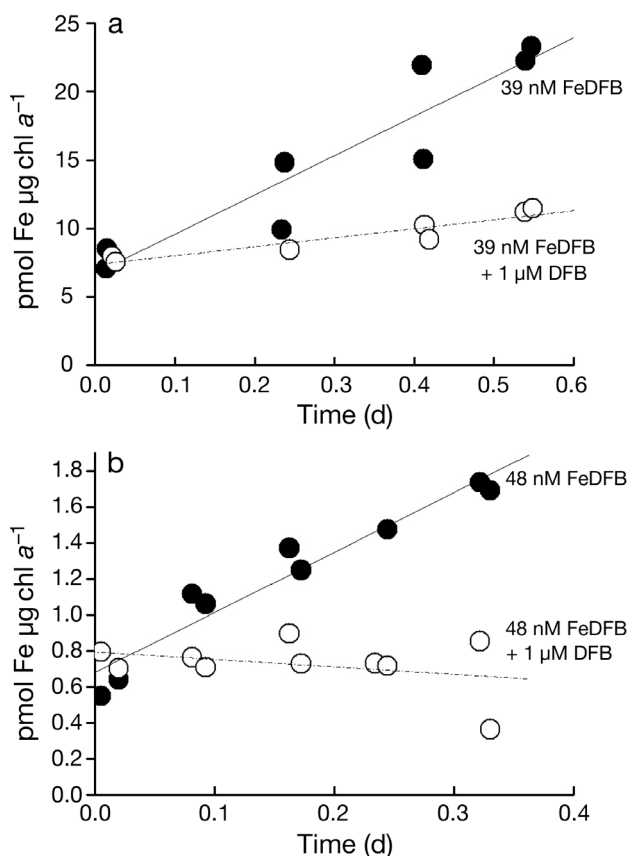 a
25
20
15
10
5
0
pmol Fe µg chl a⁻¹
39 nM FeDFB
39 nM FeDFB
+ 1 µM DFB
0.0 0.1 0.2 0.3 0.4 0.5 0.6
Time (d)
b
1.8
1.6
1.4
1.2
1.0
0.8
0.6
0.4
0.2
0.0
pmol Fe µg chl a⁻¹
48 nM FeDFB
48 nM FeDFB
+ 1 µM DFB
0.0 0.1 0.2 0.3 0.4
Time (d)